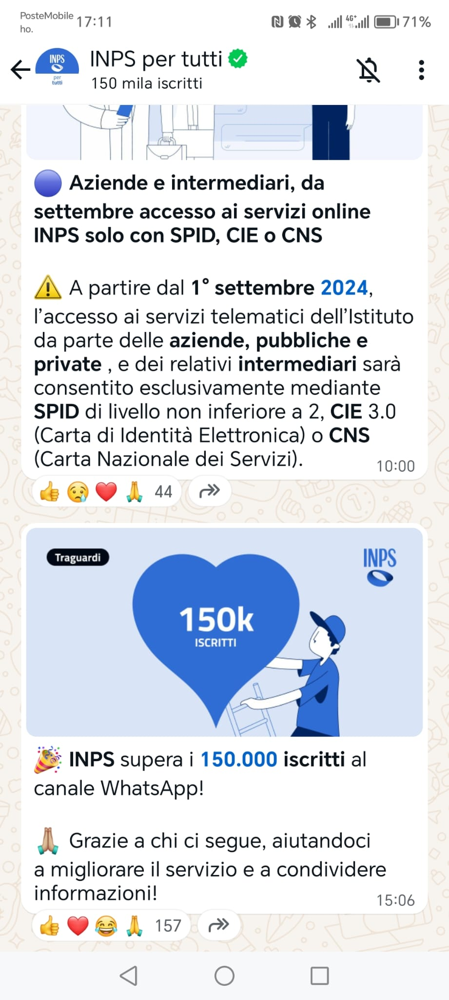 PosteMobile
ho.
17:11
4G+
71%
INPS
per
tutti
INPS per tutti
150 mila iscritti
🔵 Aziende e intermediari, da
settembre accesso ai servizi online
INPS solo con SPID, CIE o CNS
⚠️ A partire dal 1° settembre 2024,
l’accesso ai servizi telematici dell’Istituto
da parte delle aziende, pubbliche e
private , e dei relativi intermediari sarà
consentito esclusivamente mediante
SPID di livello non inferiore a 2, CIE 3.0
(Carta di Identità Elettronica) o CNS
(Carta Nazionale dei Servizi).
10:00
👍😢❤️🙏 44
Traguardi
INPS
150k
ISCRITTI
🎉 INPS supera i 150.000 iscritti al
canale WhatsApp!
🙏🏼 Grazie a chi ci segue, aiutandoci
a migliorare il servizio e a condividere
informazioni!
15:06
👍❤️😂🙏 157